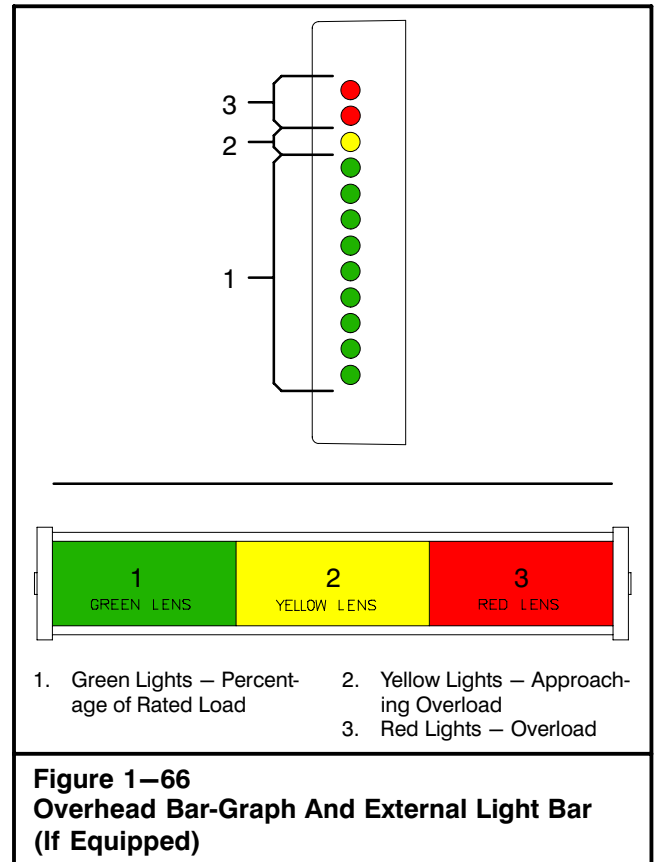 3
2
1
1
GREEN LENS
2
YELLOW LENS
3
RED LENS
1. Green Lights — Percent-
age of Rated Load
2. Yellow Lights — Approach-
ing Overload
3. Red Lights — Overload
Figure 1—66
Overhead Bar-Graph And External Light Bar
(If Equipped)